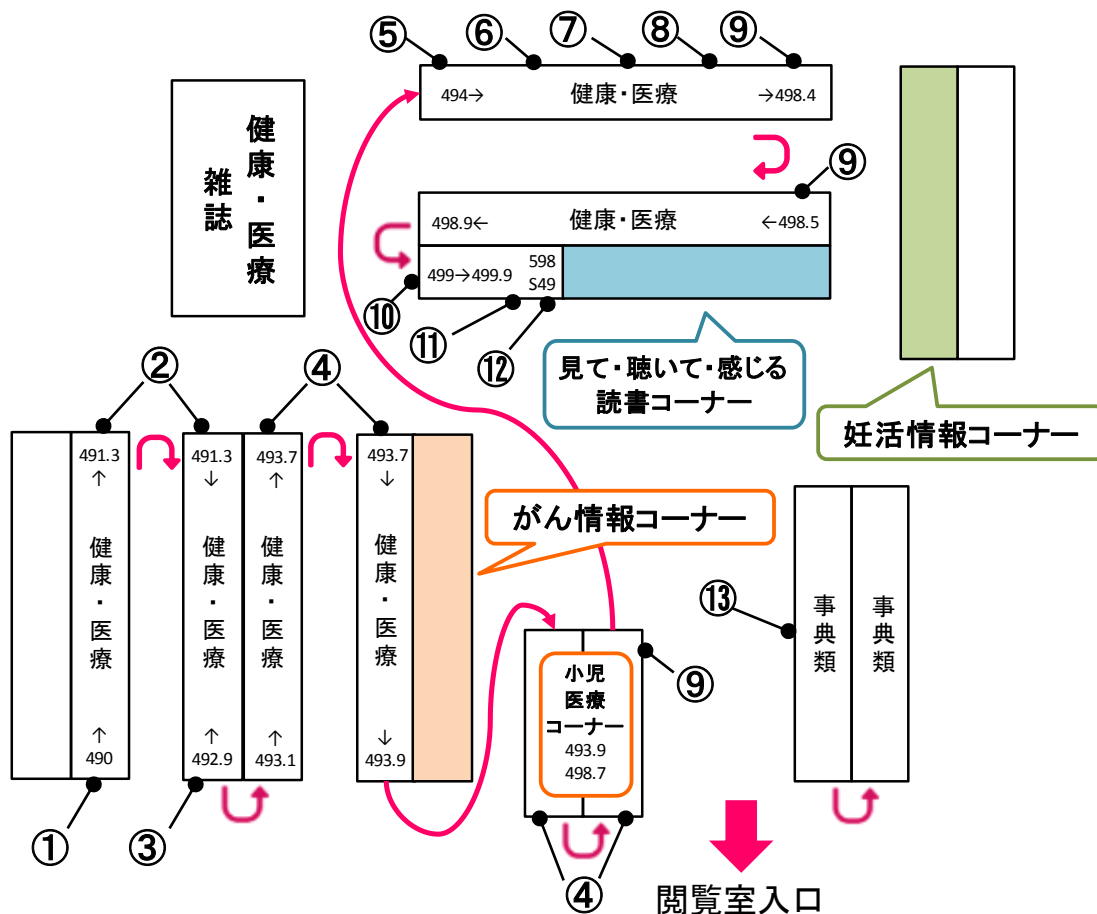 ⑤
⑥
⑦
⑧
⑨
494→ 健康・医療 →498.4
健康・医療
雑誌
⑨
498.9← 健康・医療 ←498.5
499→499.9
598
S49
⑩
⑪
⑫
見て・聴いて・感じる
読書コーナー
妊活情報コーナー
②
④
491.3
↑
健康・医療
↑
490
491.3
↓
健康・医療
↑
492.9
493.7
↑
健康・医療
↑
493.1
493.7
↓
健康・医療
↓
493.9
がん情報コーナー
①
③
小児
医療
コーナー
493.9
498.7
⑨
④
⑬
事典類
事典類
閲覧室入口